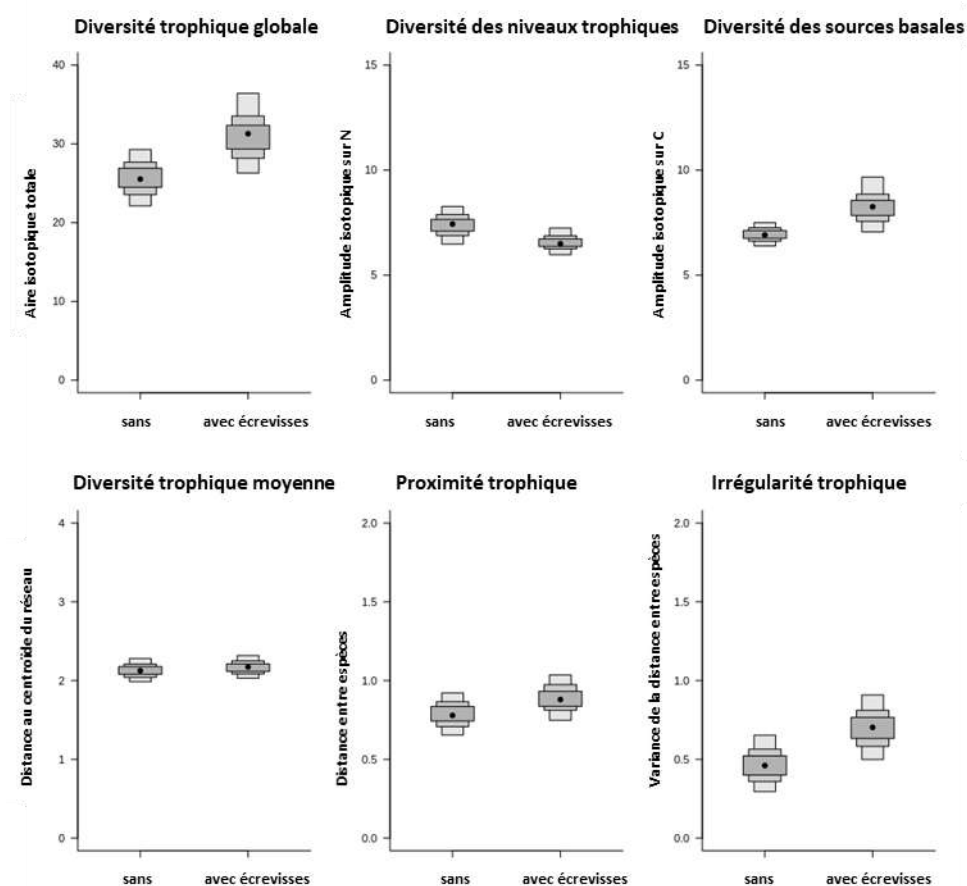 Diversité trophique globale
Diversité des niveaux trophiques
Diversité des sources basales
Aire isotopique totale
40
30
20
10
0
sans
avec écrevisses
Amplitude isotopique sur N
15
10
5
0
sans
avec écrevisses
Amplitude isotopique sur C
15
10
5
0
sans
avec écrevisses
Diversité trophique moyenne
Proximité trophique
Irrégularité trophique
Distance au centroïde du réseau
4
3
2
1
0
sans
avec écrevisses
Distance entre espèces
2.0
1.5
1.0
0.5
0.0
sans
avec écrevisses
Variance de la distance entre espèces
2.0
1.5
1.0
0.5
0.0
sans
avec écrevisses